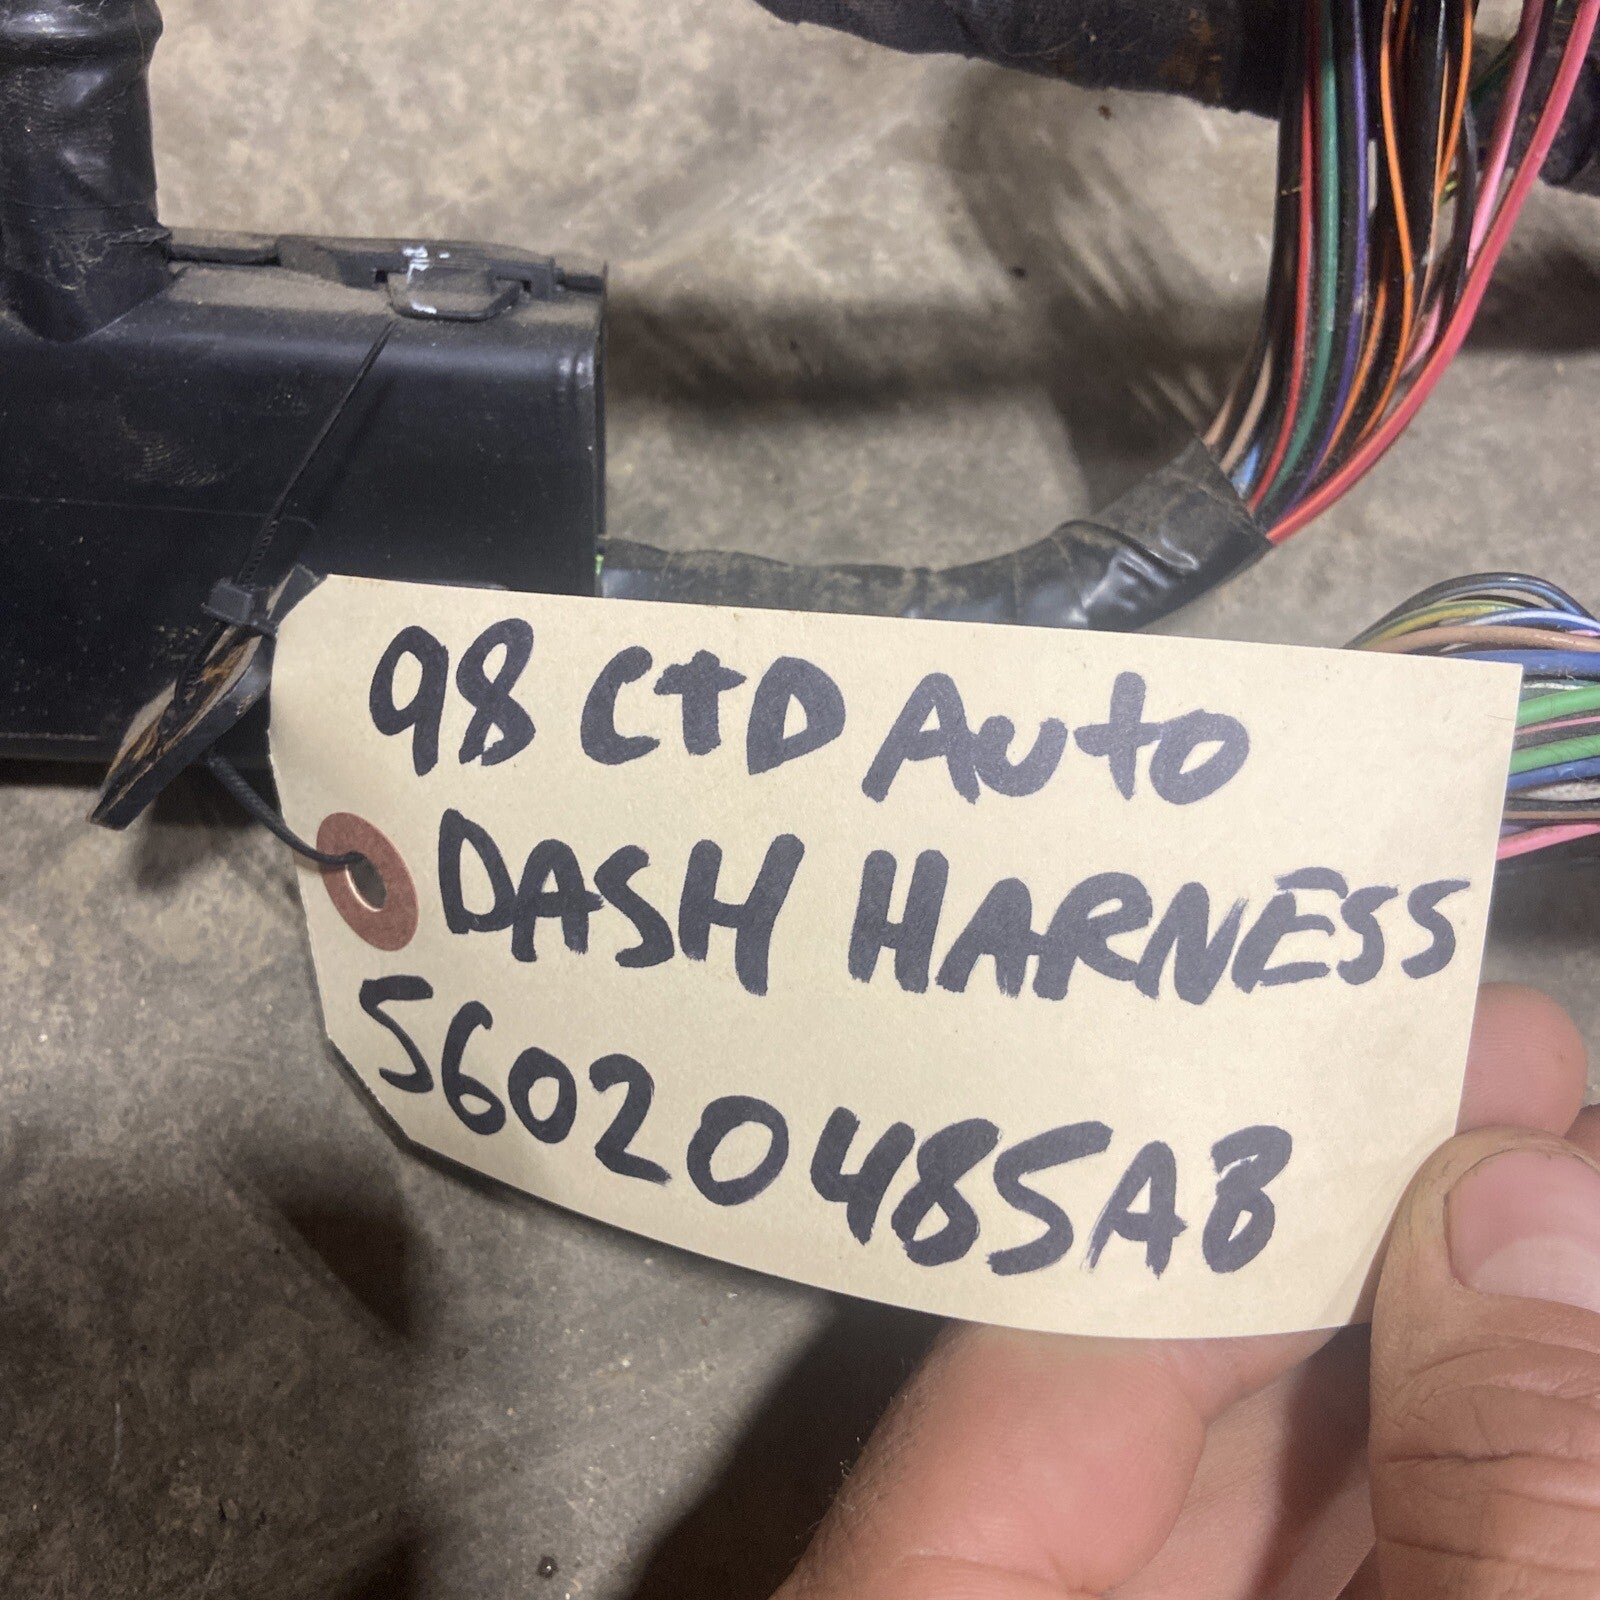 98 CTD Auto
DASH HARNESS
56020485AB